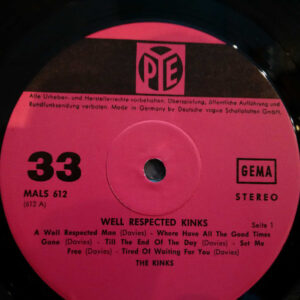 PYE
Alle Urheber- und Herstellerrechte vorbehalten. Überspielung, öffentliche Aufführung und
Rundfunksendung verboten. Made in Germany by Deutsche vogue Schallplatten GmbH.
33
MALS 612
(612 A)
GEMA
STEREO
WELL RESPECTED KINKS
Seite 1
A Well Respected Man (Davies) - Where Have All The Good Times
Gone (Davies) - Till The End Of The Day (Davies) - Set Me
Free (Davies) - Tired Of Waiting For You (Davies)
THE KINKS